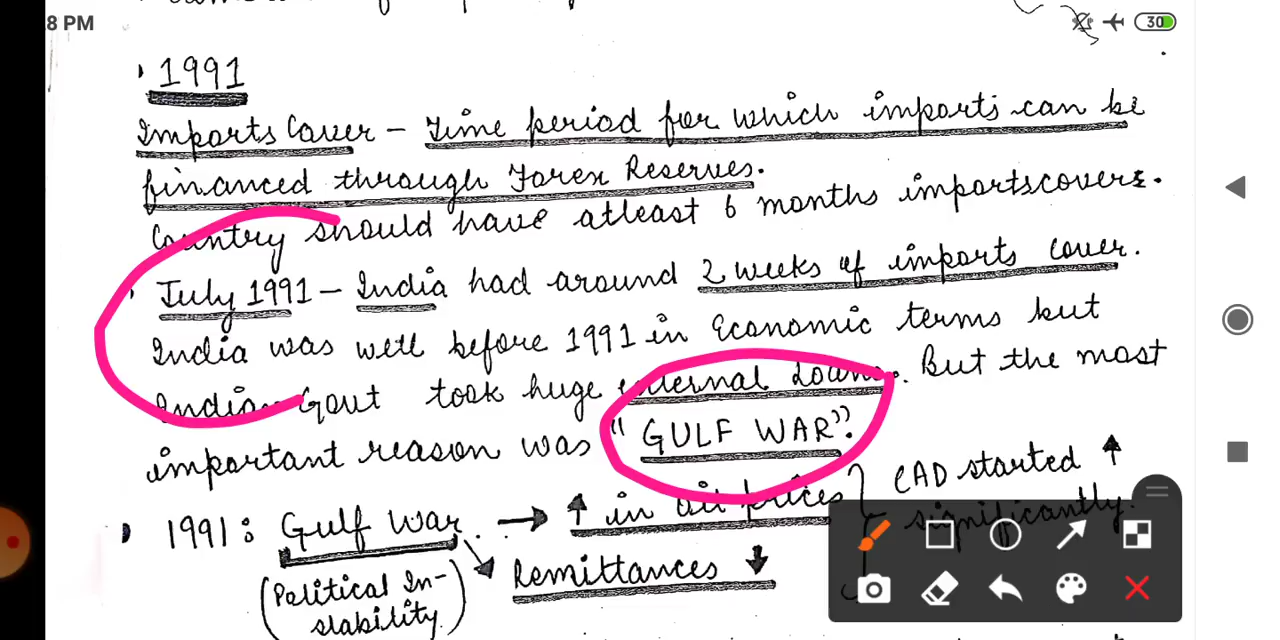 8 PM
30
1991
Imports Cover - Time period for which imports can be
financed through Forex Reserves.
Country should have atleast 6 months imports covers.
July 1991 - India had around 2 weeks of imports cover.
India was well before 1991 in Economic terms but
Indian Govt took huge external Loans. But the most
important reason was "GULF WAR".
1991: Gulf War → ↑ in oil prices } CAD started ↑
significantly.
Remittances ↓
(Political In-
stability)